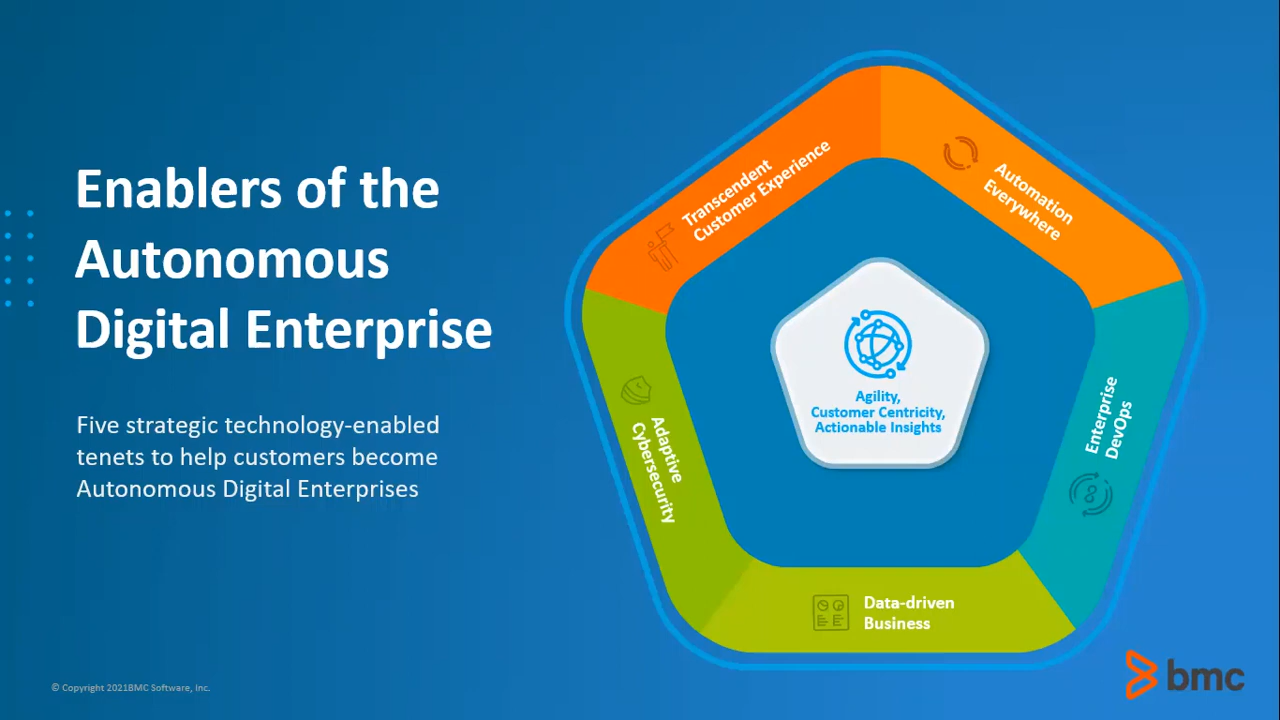 Enablers of the
Autonomous
Digital Enterprise
Five strategic technology-enabled
tenets to help customers become
Autonomous Digital Enterprises
Transcendent
Customer Experience
Automation
Everywhere
Enterprise
DevOps
Data-driven
Business
Adaptive
Cybersecurity
Agility,
Customer Centricity,
Actionable Insights
© Copyright 2021BMC Software, Inc.
bmc